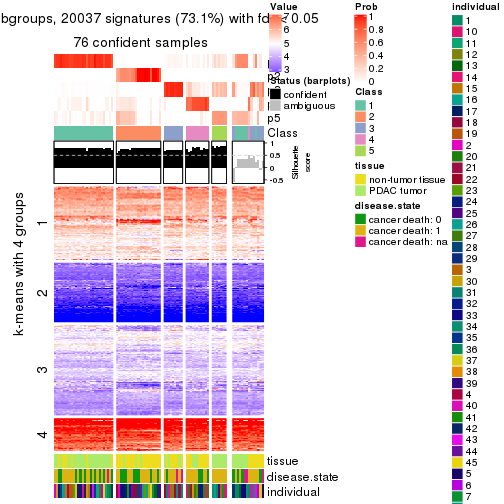 bgroups, 20037 signatures (73.1%) with fd 0.05
76 confident samples
p5
Class
1
0.5
0
-0.5
Silhouette
score
k-means with 4 groups
1
2
3
4
tissue
disease.state
individual
Value
6
5
4
3
Status (barplots)
confident
ambiguous
Prob
1
0.8
0.6
0.4
0.2
0
Class
1
2
3
4
5
tissue
non-tumor tissue
PDAC tumor
disease.state
cancer death: 0
cancer death: 1
cancer death: na
individual
1
10
11
12
13
14
15
16
17
18
19
2
20
21
22
23
24
25
26
27
28
29
3
30
31
32
33
34
35
36
37
38
39
4
40
41
42
43
44
45
5
6
7